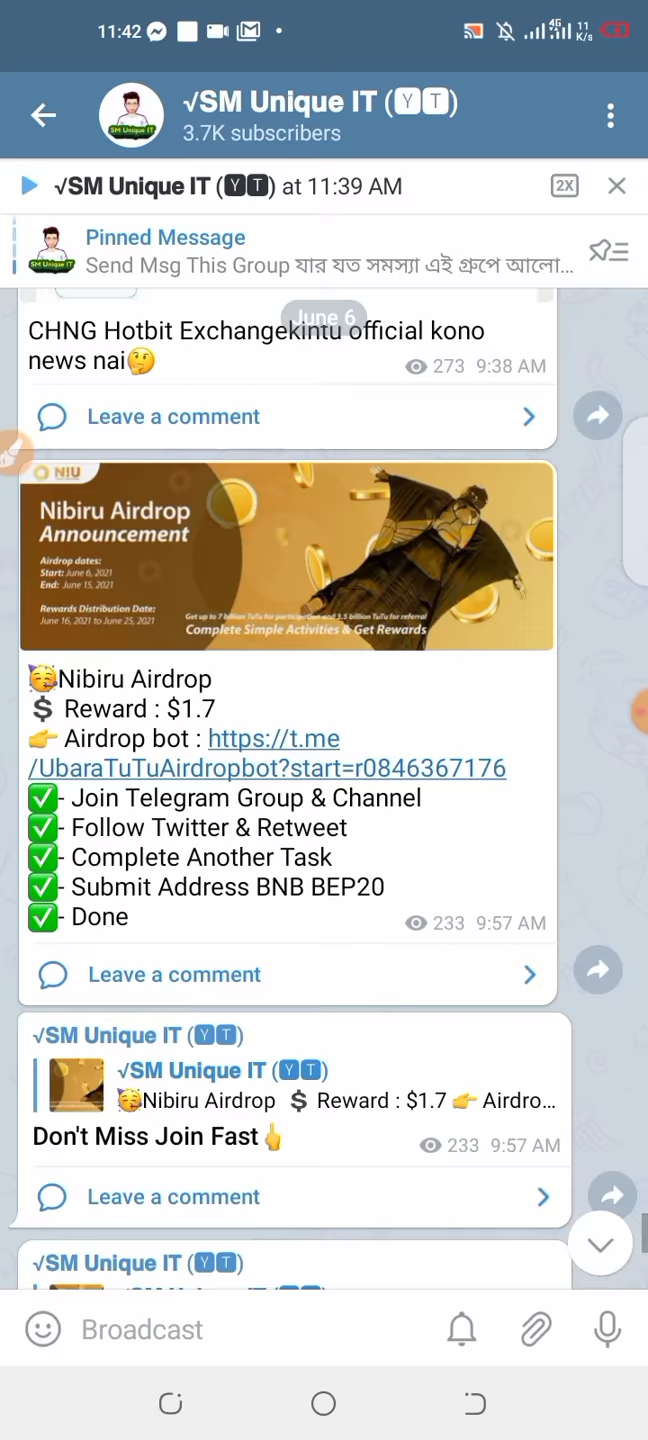 11:42
4G
11
K/s
√SM Unique IT (🆈🆃)
3.7K subscribers
√SM Unique IT (🆈🆃) at 11:39 AM
2X
Pinned Message
SM Unique IT
Send Msg This Group যার যত সমস্যা এই গ্রুপে আলো...
June 6
CHNG Hotbit Exchangekintu official kono
news nai🤔
273 9:38 AM
Leave a comment
NIU
Nibiru Airdrop
Announcement
Airdrop dates:
Start: June 6, 2021
End: June 15, 2021
Rewards Distribution Date:
June 16, 2021 to June 25, 2021
Get up to 7 billion TuTu for participation and 3.5 billion TuTu for referral
Complete Simple Activities & Get Rewards
🥳Nibiru Airdrop
💲 Reward : $1.7
👉 Airdrop bot : https://t.me
/UbaraTuTuAirdropbot?start=r0846367176
✅- Join Telegram Group & Channel
✅- Follow Twitter & Retweet
✅- Complete Another Task
✅- Submit Address BNB BEP20
✅- Done
233 9:57 AM
Leave a comment
√SM Unique IT (🆈🆃)
√SM Unique IT (🆈🆃)
🥳Nibiru Airdrop 💲 Reward : $1.7 👉 Airdro...
Don't Miss Join Fast👆
233 9:57 AM
Leave a comment
√SM Unique IT (🆈🆃)
Broadcast